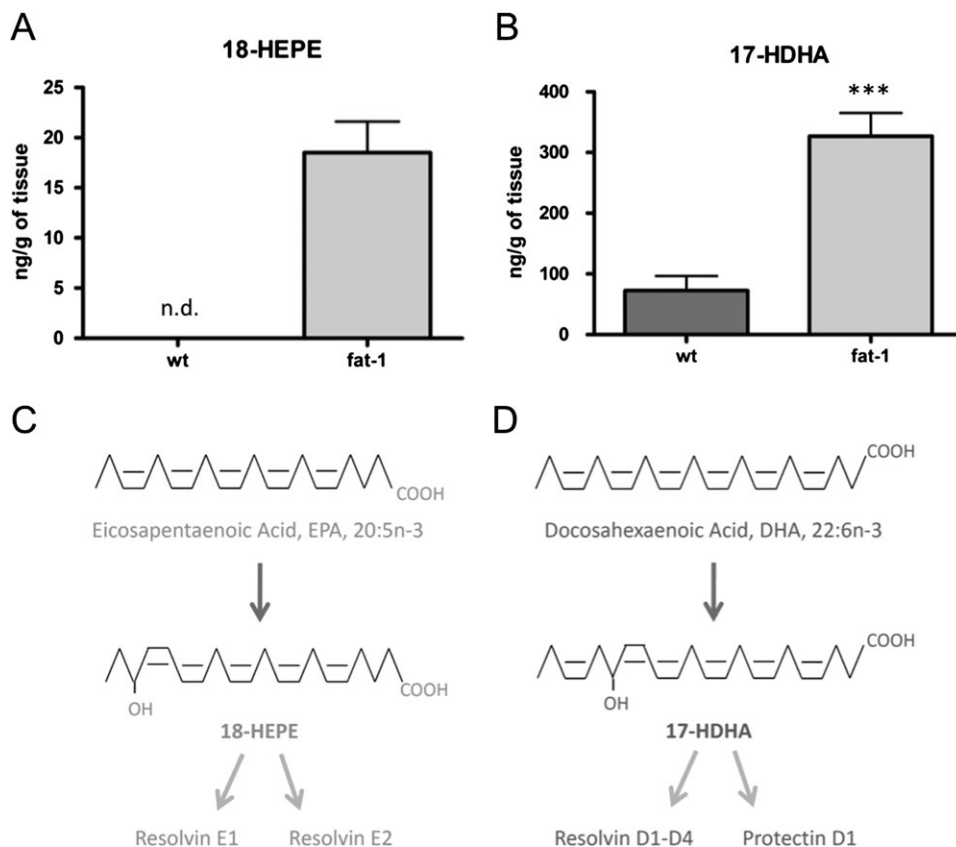 A
18-HEPE
ng/g of tissue
25
20
15
10
5
0
n.d.
wt
fat-1
B
17-HDHA
ng/g of tissue
400
300
200
100
0
***
wt
fat-1
C
COOH
Eicosapentaenoic Acid, EPA, 20:5n-3
OH
COOH
18-HEPE
Resolvin E1
Resolvin E2
D
COOH
Docosahexaenoic Acid, DHA, 22:6n-3
COOH
OH
17-HDHA
Resolvin D1-D4
Protectin D1